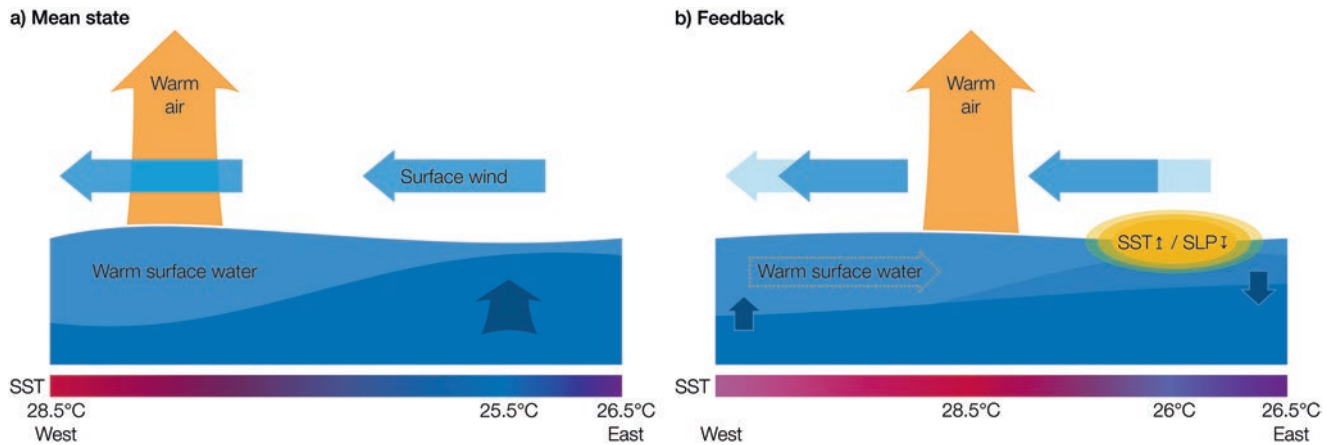 a) Mean state
Warm
air
Surface wind
Warm surface water
SST
28.5°C
25.5°C
26.5°C
West
East
b) Feedback
Warm
air
SST↥ / SLP↧
Warm surface water
SST
28.5°C
26°C
26.5°C
West
East